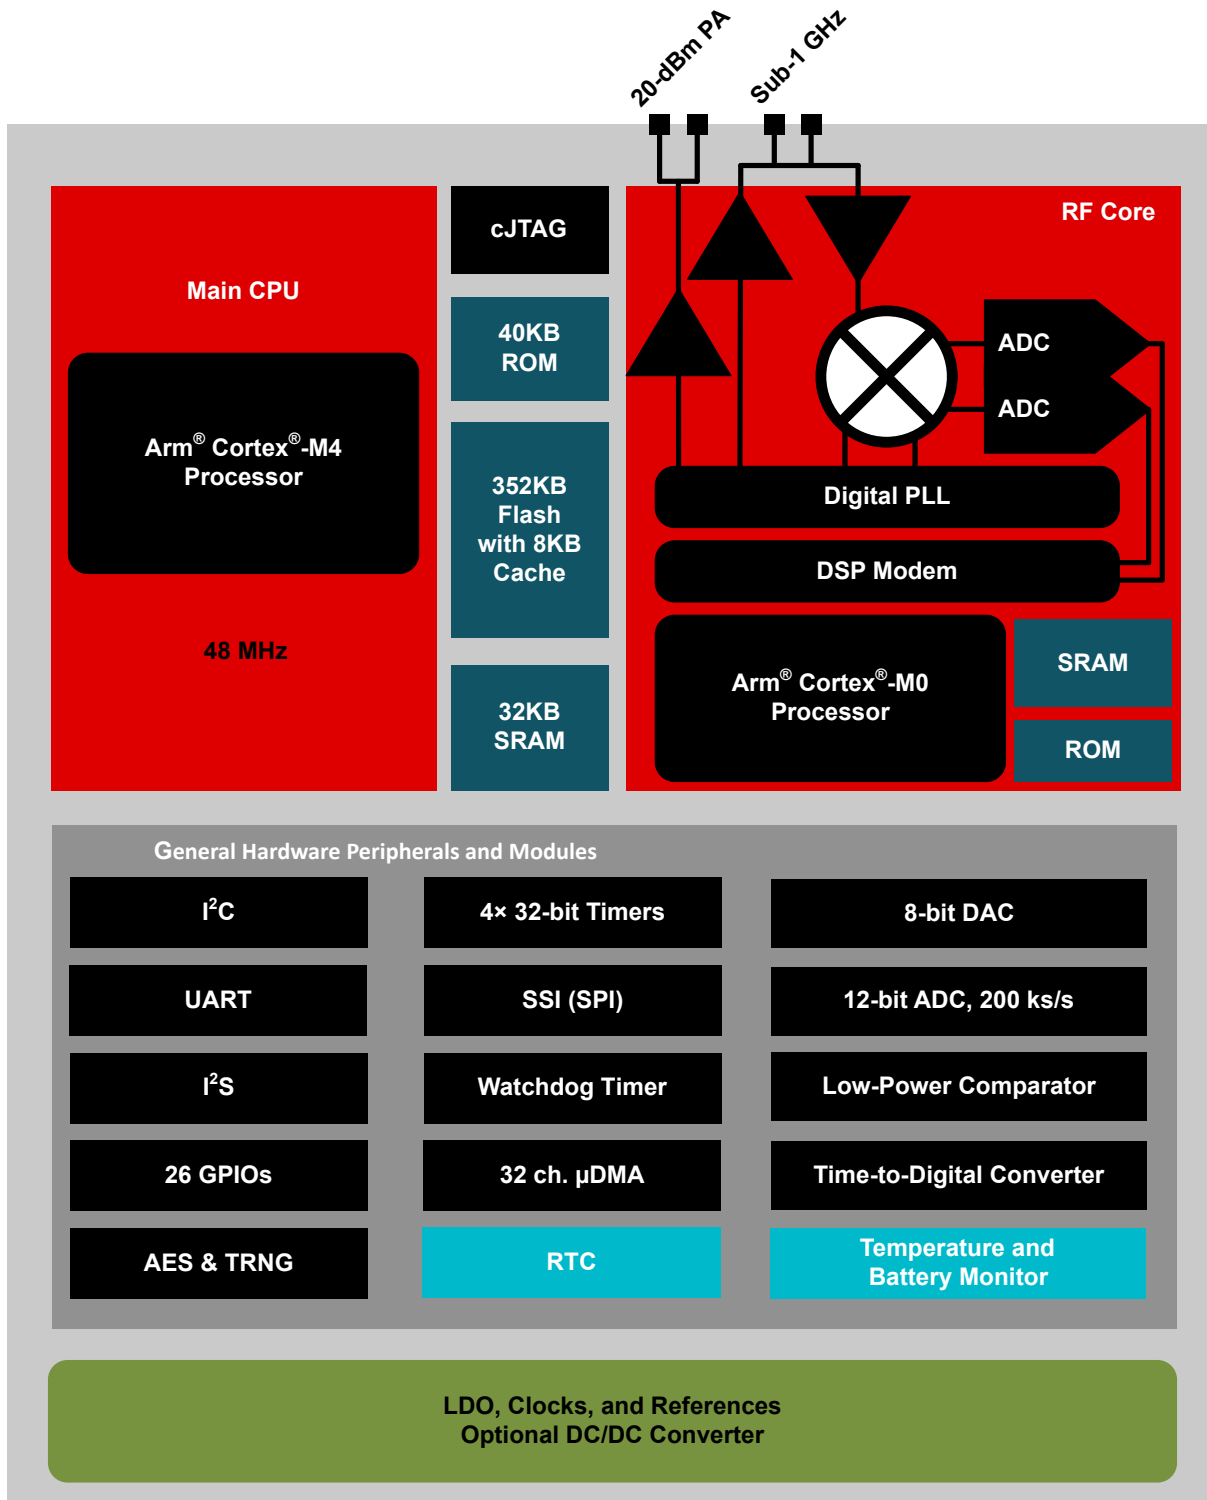 20-dBm PA
Sub-1 GHz
Main CPU
Arm® Cortex®-M4
Processor
48 MHz
cJTAG
40KB
ROM
352KB
Flash
with 8KB
Cache
32KB
SRAM
RF Core
ADC
ADC
Digital PLL
DSP Modem
Arm® Cortex®-M0
Processor
SRAM
ROM
General Hardware Peripherals and Modules
I²C
4× 32-bit Timers
8-bit DAC
UART
SSI (SPI)
12-bit ADC, 200 ks/s
I²S
Watchdog Timer
Low-Power Comparator
26 GPIOs
32 ch. µDMA
Time-to-Digital Converter
AES & TRNG
RTC
Temperature and
Battery Monitor
LDO, Clocks, and References
Optional DC/DC Converter